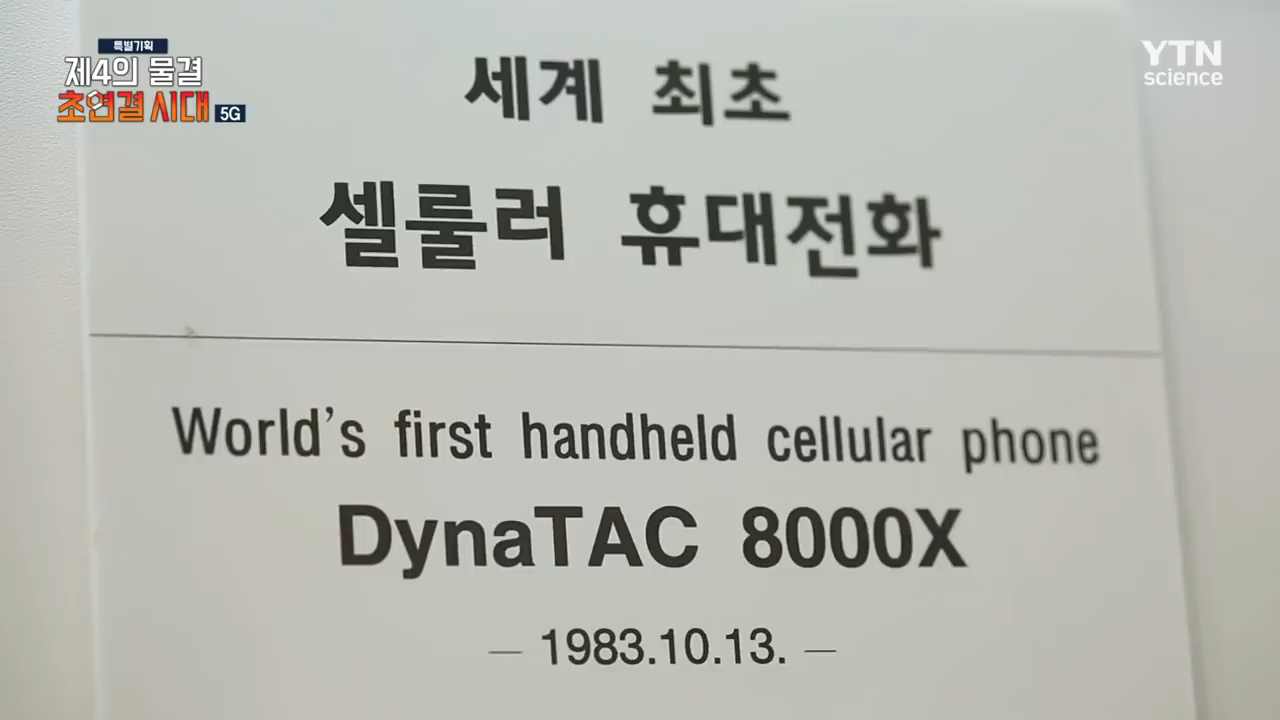 특별기획
제4의 물결
초연결 시대 5G
YTN
science
세계 최초
셀룰러 휴대전화
World's first handheld cellular phone
DynaTAC 8000X
– 1983.10.13. –